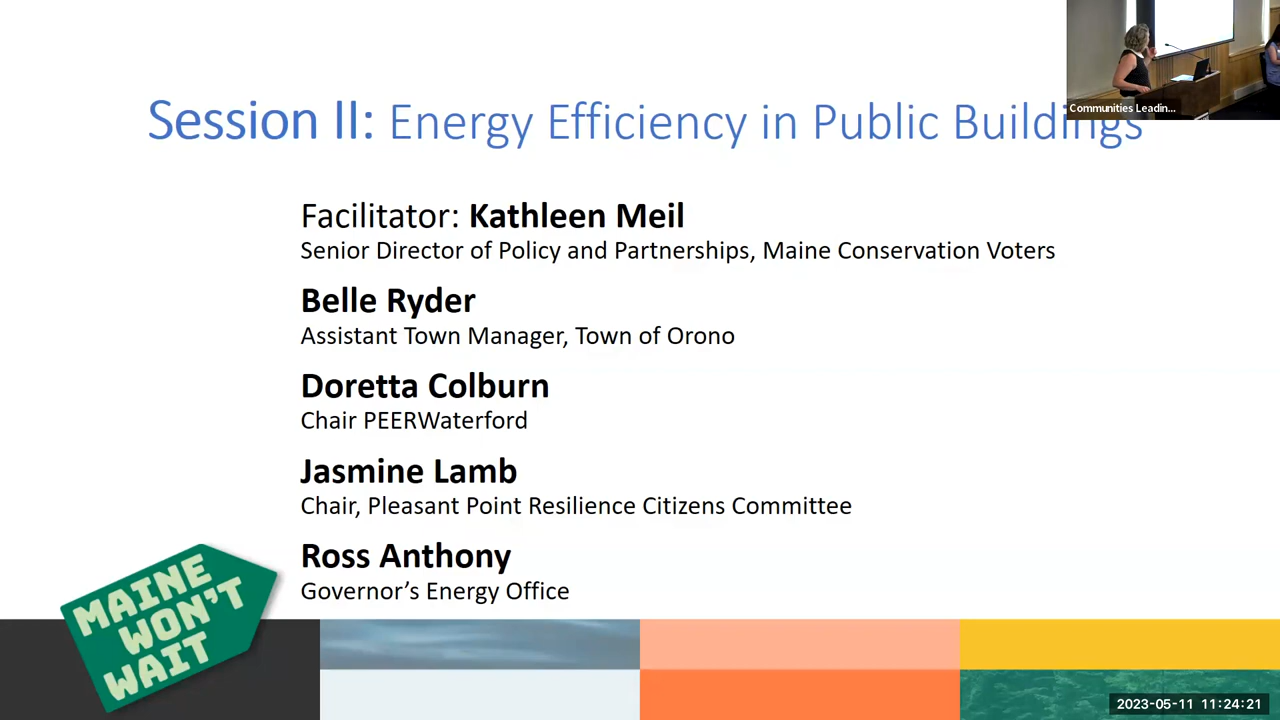 Session II: Energy Efficiency in Public Buildings
Communities Leadin...
Facilitator: Kathleen Meil
Senior Director of Policy and Partnerships, Maine Conservation Voters
Belle Ryder
Assistant Town Manager, Town of Orono
Doretta Colburn
Chair PEERWaterford
Jasmine Lamb
Chair, Pleasant Point Resilience Citizens Committee
Ross Anthony
Governor's Energy Office
MAINE
WON'T
WAIT
2023-05-11 11:24:21